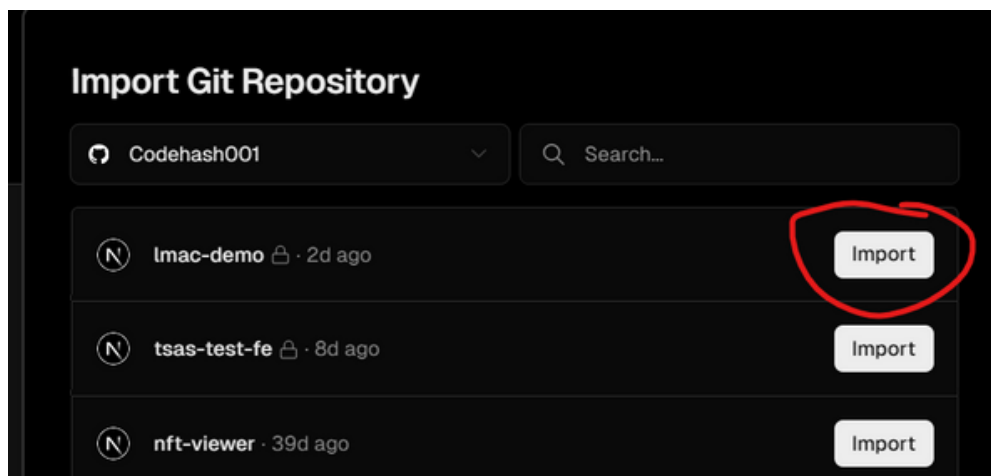 Import Git Repository
Codehash001
Search...
lmac-demo · 2d ago
Import
tsas-test-fe · 8d ago
Import
nft-viewer · 39d ago
Import